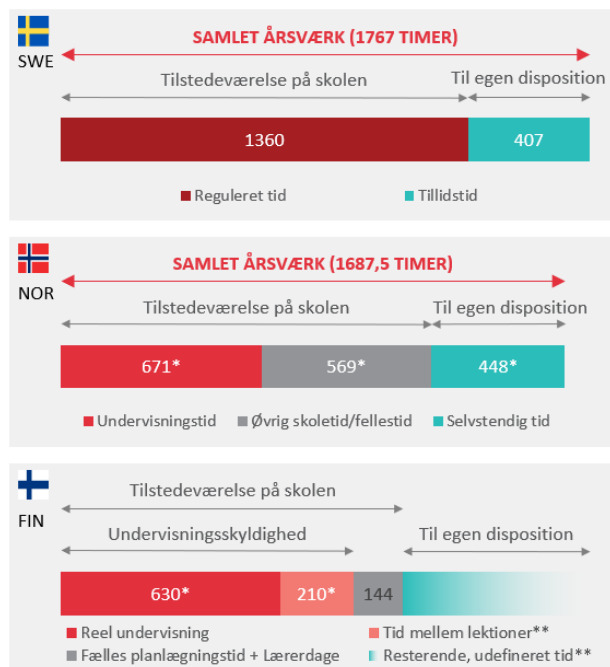 SWE
SAMLET ÅRSVÆRK (1767 TIMER)
Tilstedeværelse på skolen
Til egen disposition
1360
407
Reguleret tid
Tillidstid
NOR
SAMLET ÅRSVÆRK (1687,5 TIMER)
Tilstedeværelse på skolen
Til egen disposition
671*
569*
448*
Undervisningstid
Øvrig skoletid/fellestid
Selvstendig tid
FIN
Tilstedeværelse på skolen
Undervisningsskyldighed
Til egen disposition
630*
210*
144
Reel undervisning
Tid mellem lektioner**
Fælles planlægningstid + Lærerdage
Resterende, udefineret tid**